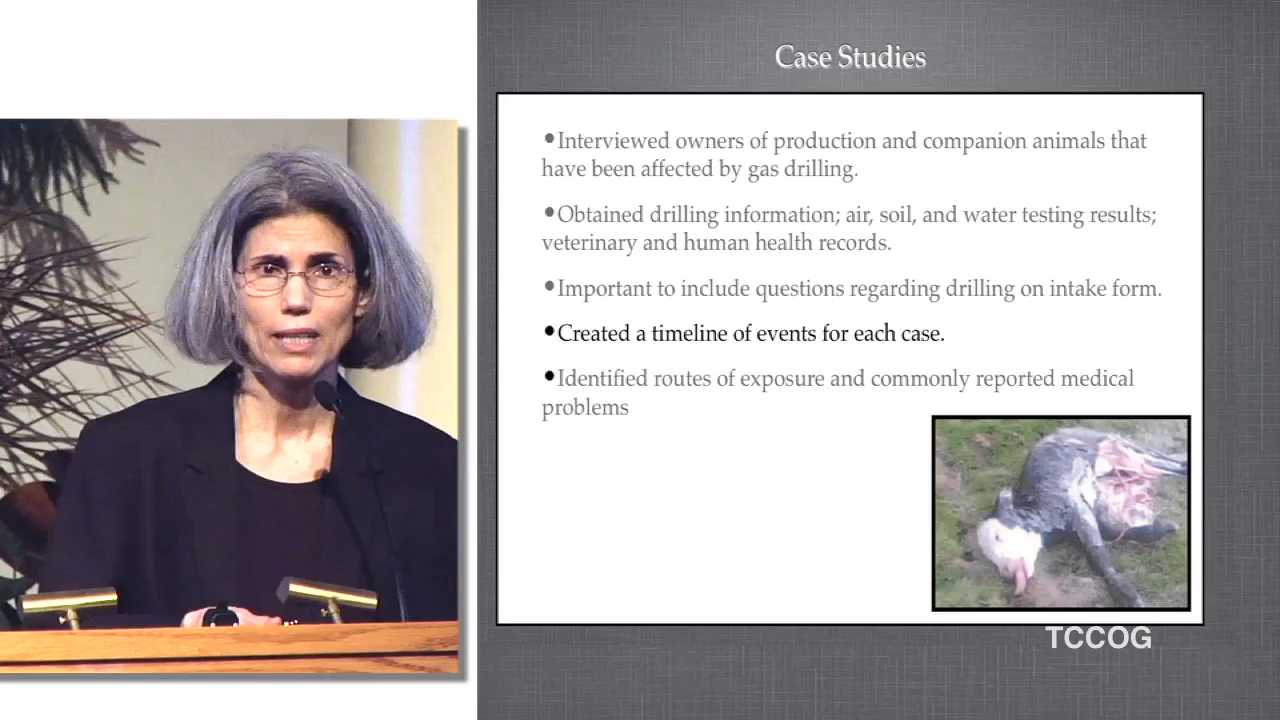 Case Studies
•Interviewed owners of production and companion animals that
have been affected by gas drilling.
•Obtained drilling information; air, soil, and water testing results;
veterinary and human health records.
•Important to include questions regarding drilling on intake form.
•Created a timeline of events for each case.
•Identified routes of exposure and commonly reported medical
problems
TCCOG